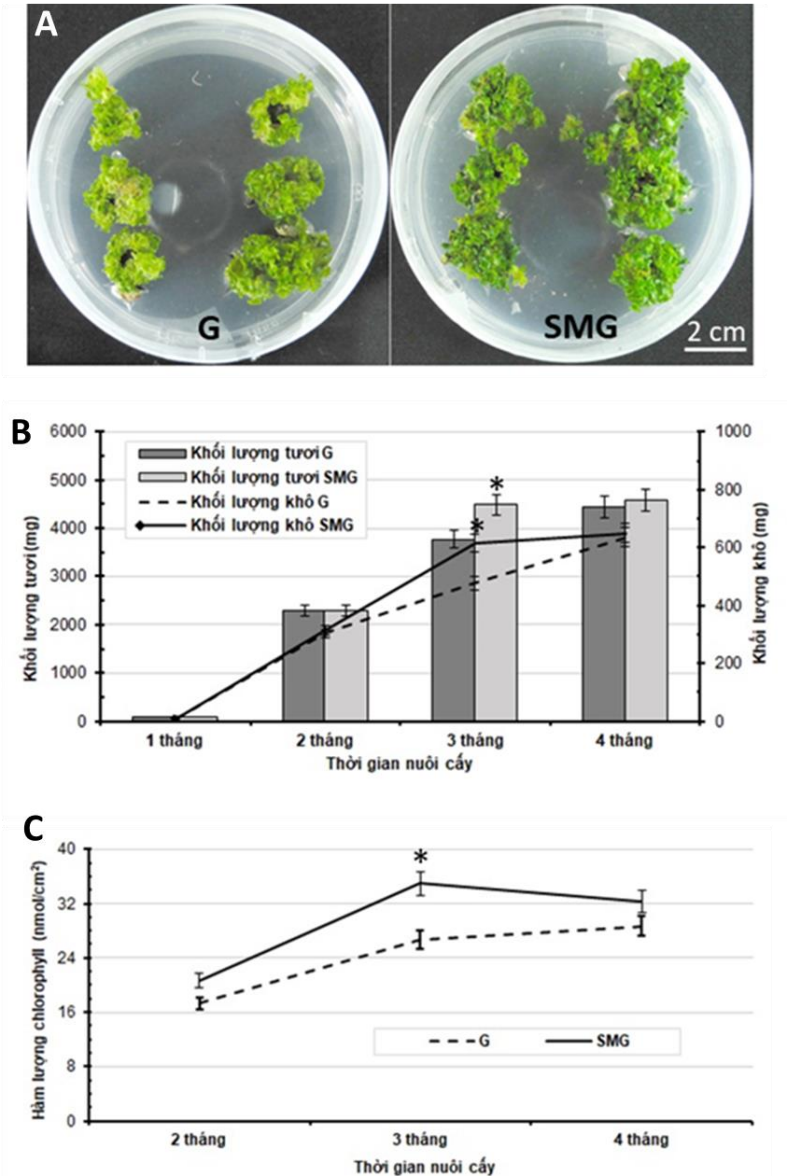 A
G
SMG
2 cm
B
6000
5000
4000
3000
2000
1000
0
Khối lượng tươi (mg)
Khối lượng tươi G
Khối lượng tươi SMG
Khối lượng khô G
Khối lượng khô SMG
*
*
1000
800
600
400
200
0
Khối lượng khô (mg)
1 tháng 2 tháng 3 tháng 4 tháng
Thời gian nuôi cấy
C
40
32
24
16
8
0
Hàm lượng chlorophyll (nmol/cm²)
*
G SMG
2 tháng 3 tháng 4 tháng
Thời gian nuôi cấy